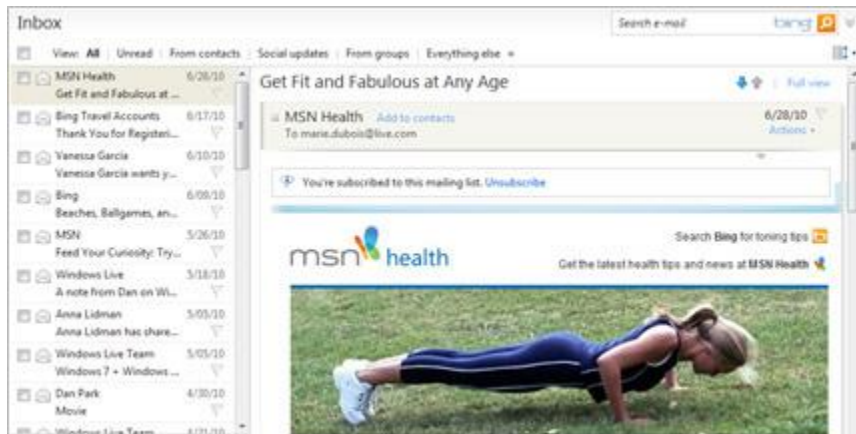 Inbox
Search e-mail bing
View: All Unread From contacts Social updates From groups Everything else
MSN Health 6/28/10
Get Fit and Fabulous at ...
Bing Travel Accounts 6/17/10
Thank You for Registeri...
Vanessa Garcia 6/10/10
Vanessa Garcia wants y...
Bing 6/09/10
Beaches, Ballgames, an...
MSN 5/26/10
Feed Your Curiosity: Try...
Windows Live 5/18/10
A note from Dan on Wi...
Anna Lidman 5/05/10
Anna Lidman has share...
Windows Live Team 5/05/10
Windows 7 + Windows ...
Dan Park 4/30/10
Movie
Windows Live Team 4/21/10
Get Fit and Fabulous at Any Age
Full view
MSN Health Add to contacts 6/28/10
To marie.dubois@live.com Actions
You're subscribed to this mailing list. Unsubscribe
msn health
Search Bing for toning tips
Get the latest health tips and news at MSN Health